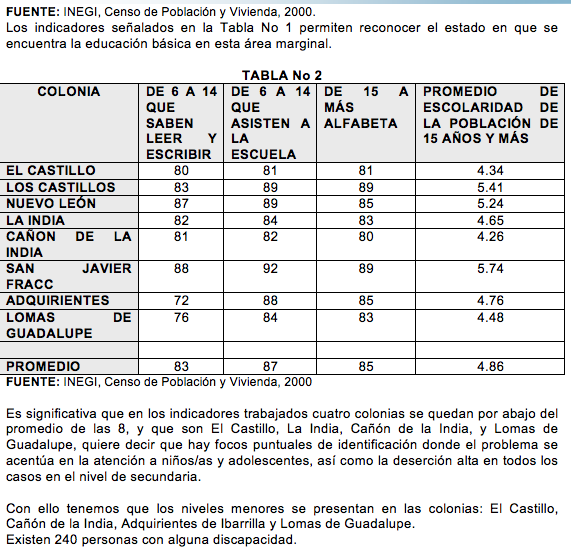 FUENTE: INEGI, Censo de Población y Vivienda, 2000.
Los indicadores señalados en la Tabla No 1 permiten reconocer el estado en que se
encuentra la educación básica en esta área marginal.
TABLA No 2
COLONIA | DE 6 A 14 QUE SABEN LEER Y ESCRIBIR | DE 6 A 14 QUE ASISTEN A LA ESCUELA | DE 15 A MÁS ALFABETA | PROMEDIO DE ESCOLARIDAD DE LA POBLACIÓN DE 15 AÑOS Y MÁS
EL CASTILLO | 80 | 81 | 81 | 4.34
LOS CASTILLOS | 83 | 89 | 89 | 5.41
NUEVO LEÓN | 87 | 89 | 85 | 5.24
LA INDIA | 82 | 84 | 83 | 4.65
CAÑON DE LA INDIA | 81 | 82 | 80 | 4.26
SAN JAVIER FRACC | 88 | 92 | 89 | 5.74
ADQUIRIENTES | 72 | 88 | 85 | 4.76
LOMAS DE GUADALUPE | 76 | 84 | 83 | 4.48
PROMEDIO | 83 | 87 | 85 | 4.86
FUENTE: INEGI, Censo de Población y Vivienda, 2000
Es significativa que en los indicadores trabajados cuatro colonias se quedan por abajo del
promedio de las 8, y que son El Castillo, La India, Cañón de la India, y Lomas de
Guadalupe, quiere decir que hay focos puntuales de identificación donde el problema se
acentúa en la atención a niños/as y adolescentes, así como la deserción alta en todos los
casos en el nivel de secundaria.
Con ello tenemos que los niveles menores se presentan en las colonias: El Castillo,
Cañón de la India, Adquirientes de Ibarrilla y Lomas de Guadalupe.
Existen 240 personas con alguna discapacidad.